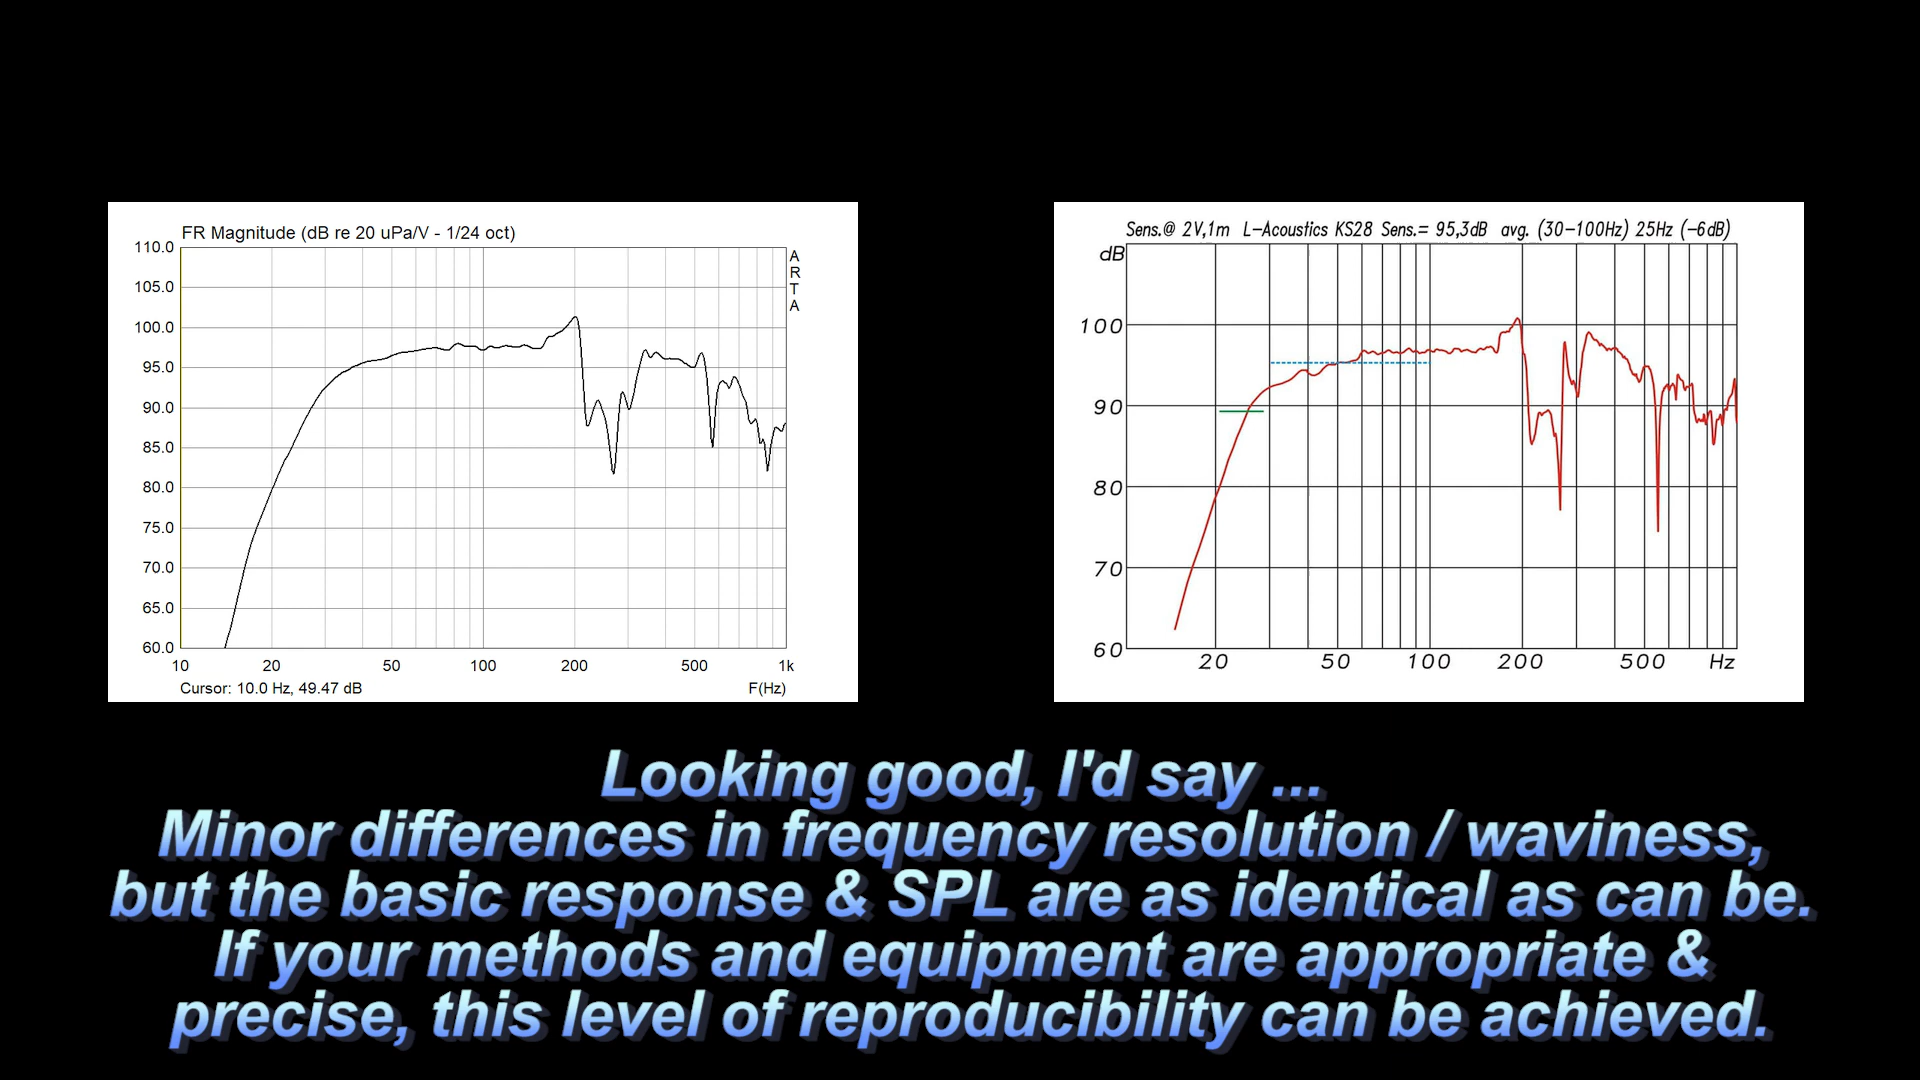 FR Magnitude (dB re 20 uPa/V - 1/24 oct)
110.0
105.0
100.0
95.0
90.0
85.0
80.0
75.0
70.0
65.0
60.0
A
R
T
A
10 20 50 100 200 500 1k
Cursor: 10.0 Hz, 49.47 dB F(Hz)
Sens.@ 2V,1m L-Acoustics KS28 Sens.= 95,3dB avg. (30-100Hz) 25Hz (-6dB)
dB
100
90
80
70
60
20 50 100 200 500 Hz
Looking good, I'd say ...
Minor differences in frequency resolution / waviness,
but the basic response & SPL are as identical as can be.
If your methods and equipment are appropriate &
precise, this level of reproducibility can be achieved.